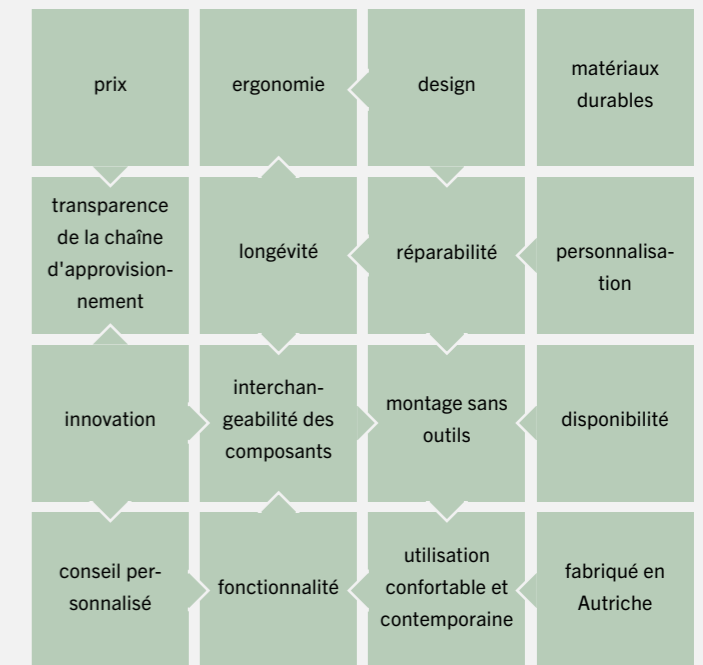 prix
ergonomie
design
matériaux
durables
transparence
de la chaîne
d'approvision-
nement
longévité
réparabilité
personnalisa-
tion
innovation
interchan-
geabilité des
composants
montage sans
outils
disponibilité
conseil per-
sonnalisé
fonctionnalité
utilisation
confortable et
contemporaine
fabriqué en
Autriche